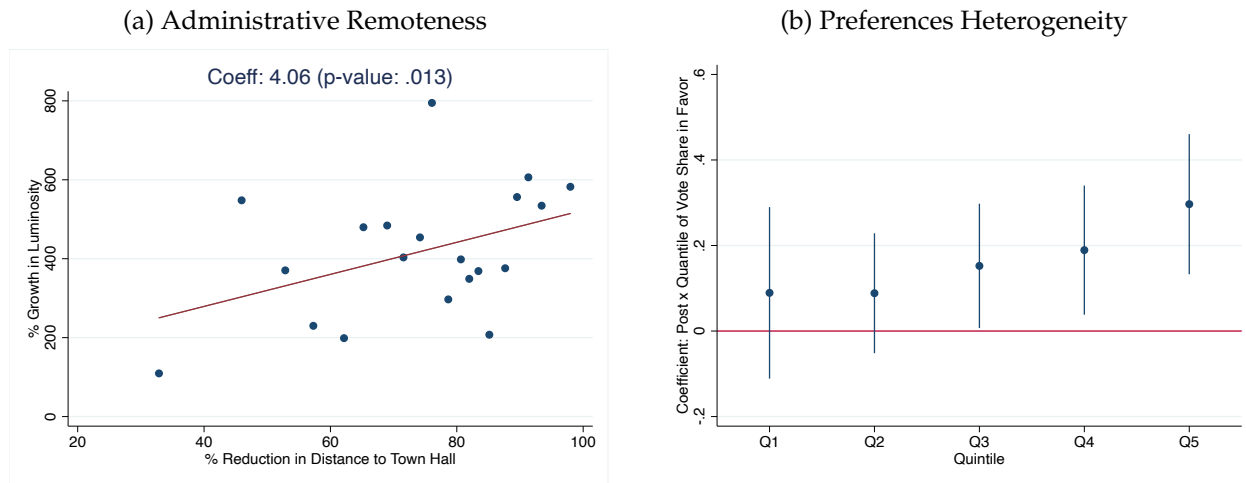 (a) Administrative Remoteness
Coeff: 4.06 (p-value: .013)
% Growth in Luminosity
800
600
400
200
0
20 40 60 80 100
% Reduction in Distance to Town Hall
(b) Preferences Heterogeneity
Coefficient: Post x Quantile of Vote Share in Favor
.6
.4
.2
0
-.2
Q1 Q2 Q3 Q4 Q5
Quintile